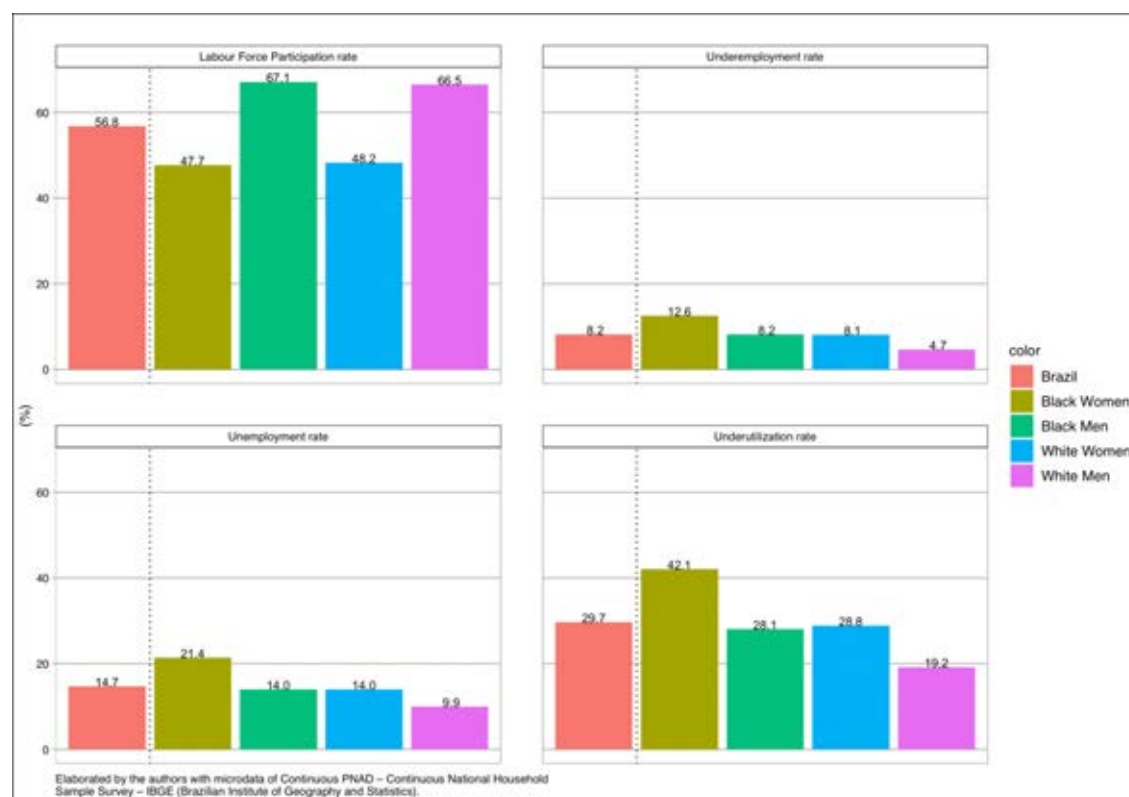 Labour Force Participation rate
67.1
66.5
60
56.8
47.7
48.2
40
20
0
Underemployment rate
8.2
12.6
8.2
8.1
4.7
(%)
color
Brazil
Black Women
Black Men
White Women
White Men
Unemployment rate
60
40
20
14.7
21.4
14.0
14.0
9.9
0
Underutilization rate
29.7
42.1
28.1
28.8
19.2
Elaborated by the authors with microdata of Continuous PNAD – Continuous National Household
Sample Survey – IBGE (Brazilian Institute of Geography and Statistics).